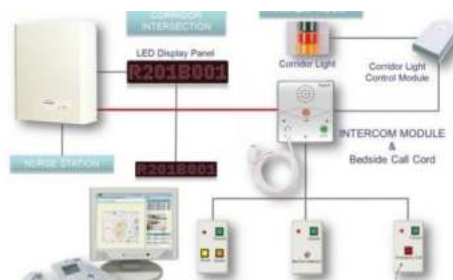 CORRIDOR
INTERSECTION
LED Display Panel
R201B001
Corridor Light
Corridor Light
Control Module
INTERCOM MODULE
&
Bedside Call Cord
NURSE STATION
R201B001